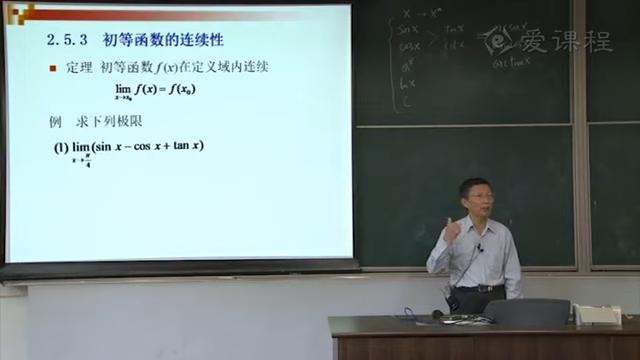 2.5.3 初等函数的连续性
定理 初等函数 f(x)在定义域内连续
lim f(x) = f(x₀)
x→x₀
例 求下列极限
(1) lim (sin x − cos x + tan x)
x→π/4
爱课程
x → xⁿ
sin x
cos x
aˣ
ln x
C
tan x
arctan x